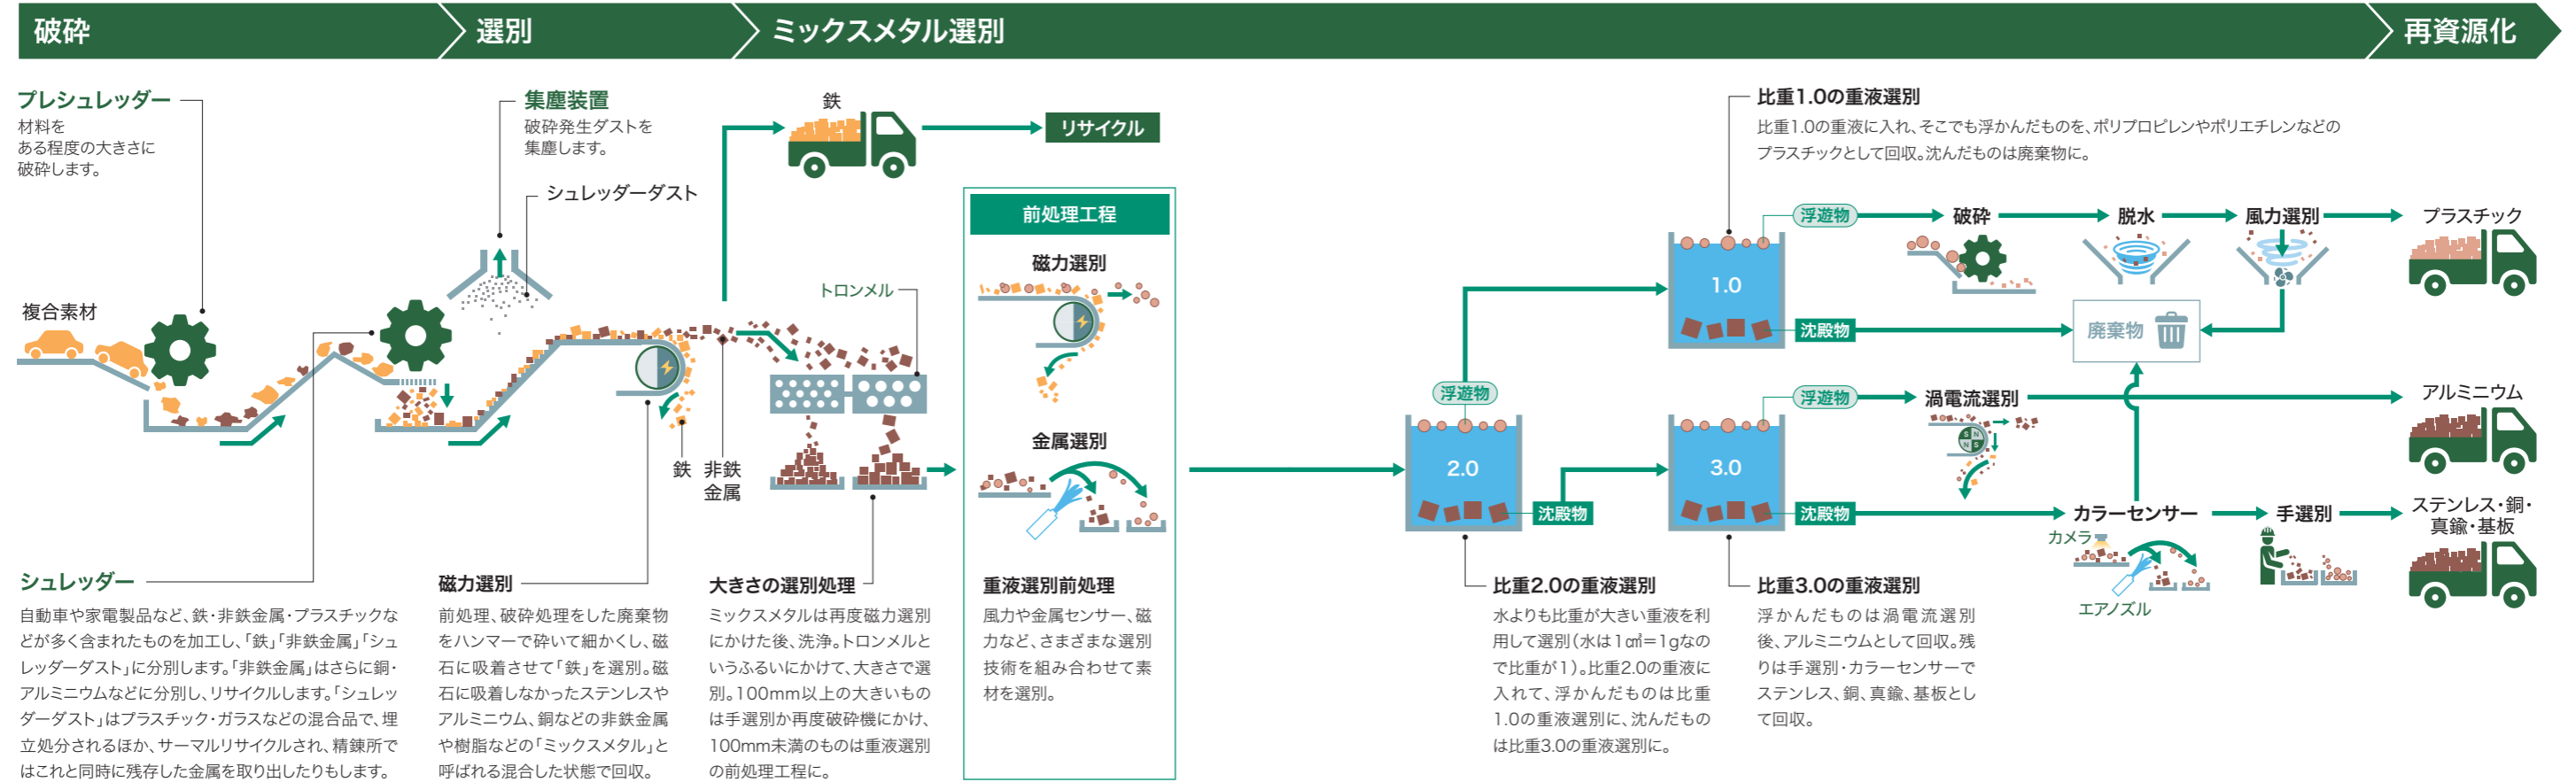 破砕
選別
ミックスメタル選別
再資源化
プレシュレッダー
材料を
ある程度の大きさに
破砕します。
集塵装置
破砕発生ダストを
集塵します。
シュレッダーダスト
複合素材
鉄
リサイクル
トロンメル
鉄
非鉄
金属
シュレッダー
自動車や家電製品など、鉄・非鉄金属・プラスチックな
どが多く含まれたものを加工し、「鉄」「非鉄金属」「シュ
レッダーダスト」に分別します。「非鉄金属」はさらに銅・
アルミニウムなどに分別し、リサイクルします。「シュレッ
ダーダスト」はプラスチック・ガラスなどの混合品で、埋
立処分されるほか、サーマルリサイクルされ、精錬所で
はこれと同時に残存した金属を取り出したりもします。
磁力選別
前処理、破砕処理をした廃棄物
をハンマーで砕いて細かくし、磁
石に吸着させて「鉄」を選別。磁
石に吸着しなかったステンレスや
アルミニウム、銅などの非鉄金属
や樹脂などの「ミックスメタル」と
呼ばれる混合した状態で回収。
大きさの選別処理
ミックスメタルは再度磁力選別
にかけた後、洗浄。トロンメルと
いうふるいにかけて、大きさで選
別。100mm以上の大きいもの
は手選別か再度破砕機にかけ、
100mm未満のものは重液選別
の前処理工程に。
前処理工程
磁力選別
金属選別
重液選別前処理
風力や金属センサー、磁
力など、さまざまな選別
技術を組み合わせて素
材を選別。
浮遊物
2.0
沈殿物
比重2.0の重液選別
水よりも比重が大きい重液を利
用して選別（水は1㎤＝1gなの
で比重が1）。比重2.0の重液に
入れて、浮かんだものは比重
1.0の重液選別に、沈んだもの
は比重3.0の重液選別に。
比重1.0の重液選別
比重1.0の重液に入れ、そこでも浮かんだものを、ポリプロピレンやポリエチレンなどの
プラスチックとして回収。沈んだものは廃棄物に。
1.0
浮遊物
破砕
脱水
風力選別
プラスチック
沈殿物
廃棄物
3.0
浮遊物
渦電流選別
S N
N S
アルミニウム
沈殿物
カラーセンサー
カメラ
エアノズル
手選別
ステンレス・銅・
真鍮・基板
比重3.0の重液選別
浮かんだものは渦電流選別
後、アルミニウムとして回収。残
りは手選別・カラーセンサーで
ステンレス、銅、真鍮、基板とし
て回収。